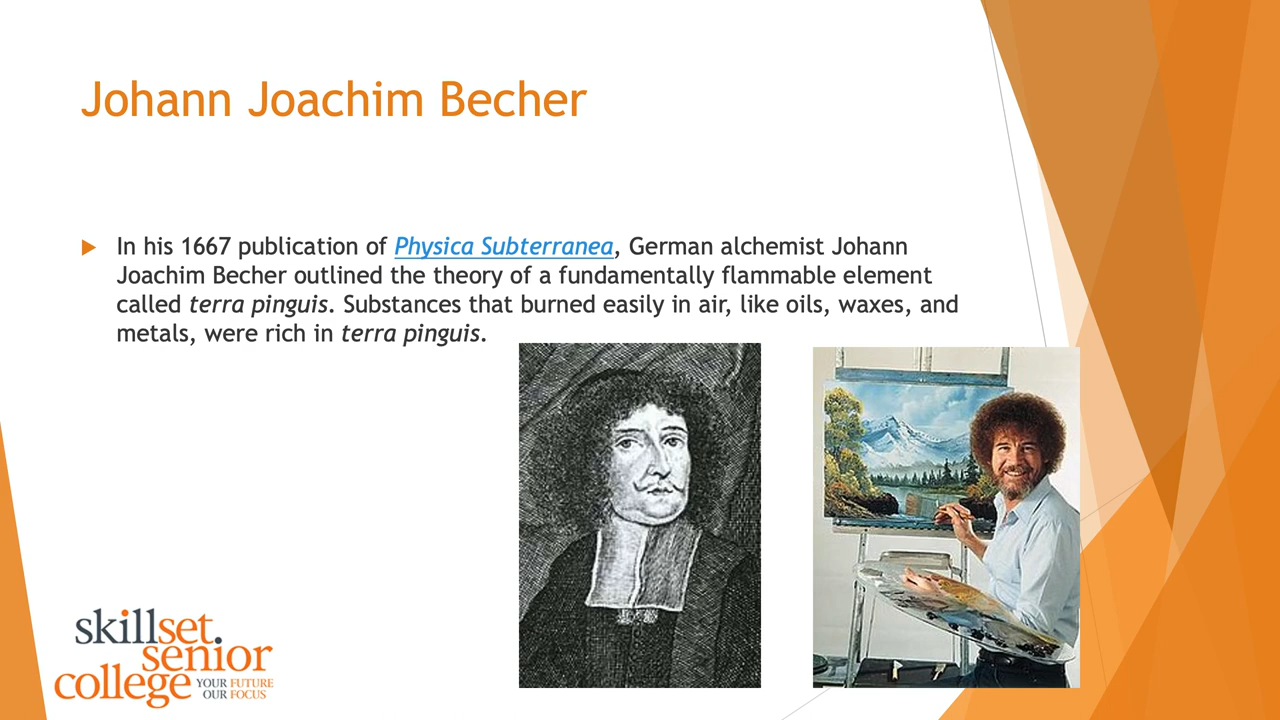 Johann Joachim Becher
In his 1667 publication of Physica Subterranea, German alchemist Johann
Joachim Becher outlined the theory of a fundamentally flammable element
called terra pinguis. Substances that burned easily in air, like oils, waxes, and
metals, were rich in terra pinguis.
skillset.
senior
college YOUR FUTURE
OUR FOCUS